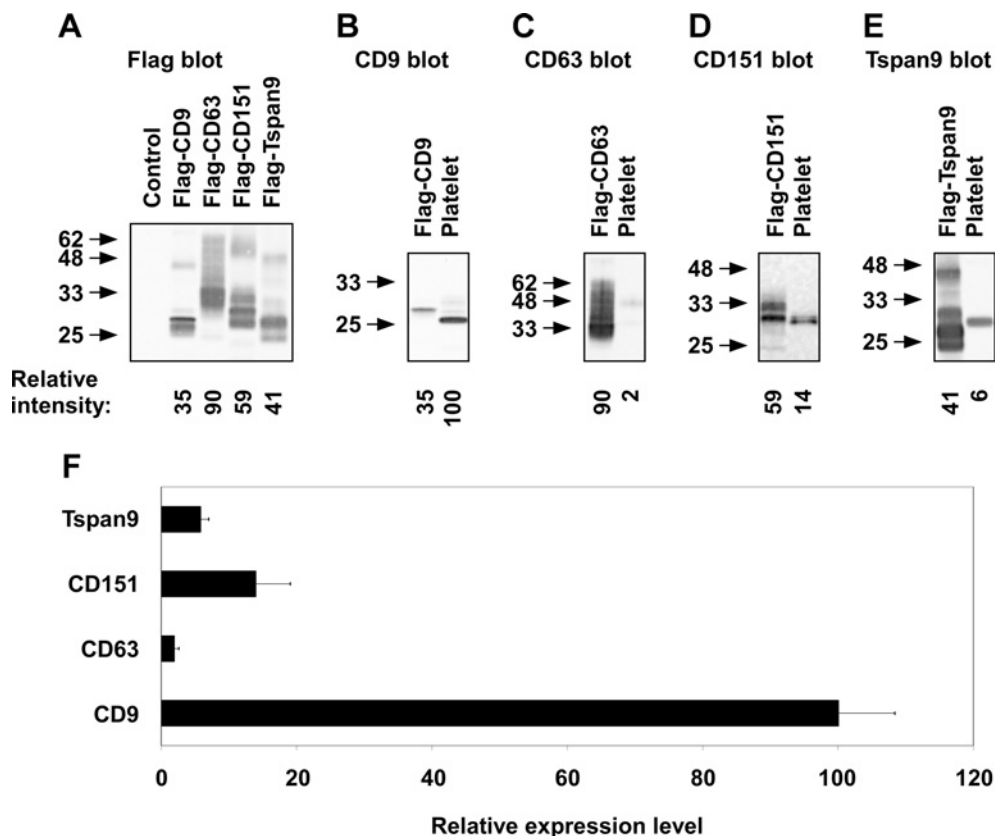 A
Flag blot
Control
Flag-CD9
Flag-CD63
Flag-CD151
Flag-Tspan9
62
48
33
25
Relative
intensity:
35
90
59
41
B
CD9 blot
Flag-CD9
Platelet
33
25
35
100
C
CD63 blot
Flag-CD63
Platelet
62
48
33
90
2
D
CD151 blot
Flag-CD151
Platelet
48
33
25
59
14
E
Tspan9 blot
Flag-Tspan9
Platelet
48
33
25
41
6
F
Tspan9
CD151
CD63
CD9
0 20 40 60 80 100 120
Relative expression level